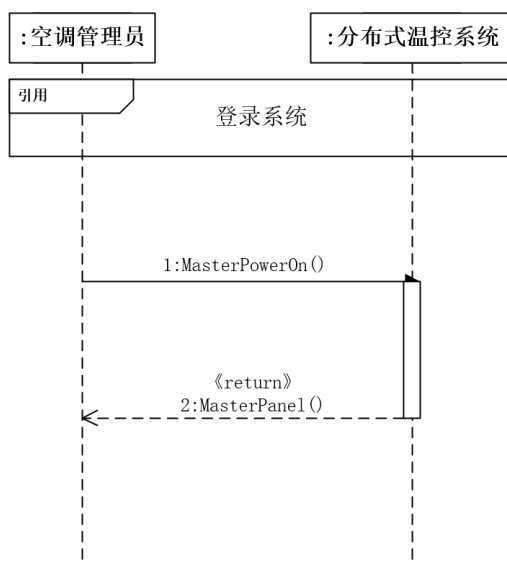 :空调管理员
:分布式温控系统
引用
登录系统
1:MasterPowerOn()
《return》
2:MasterPanel()